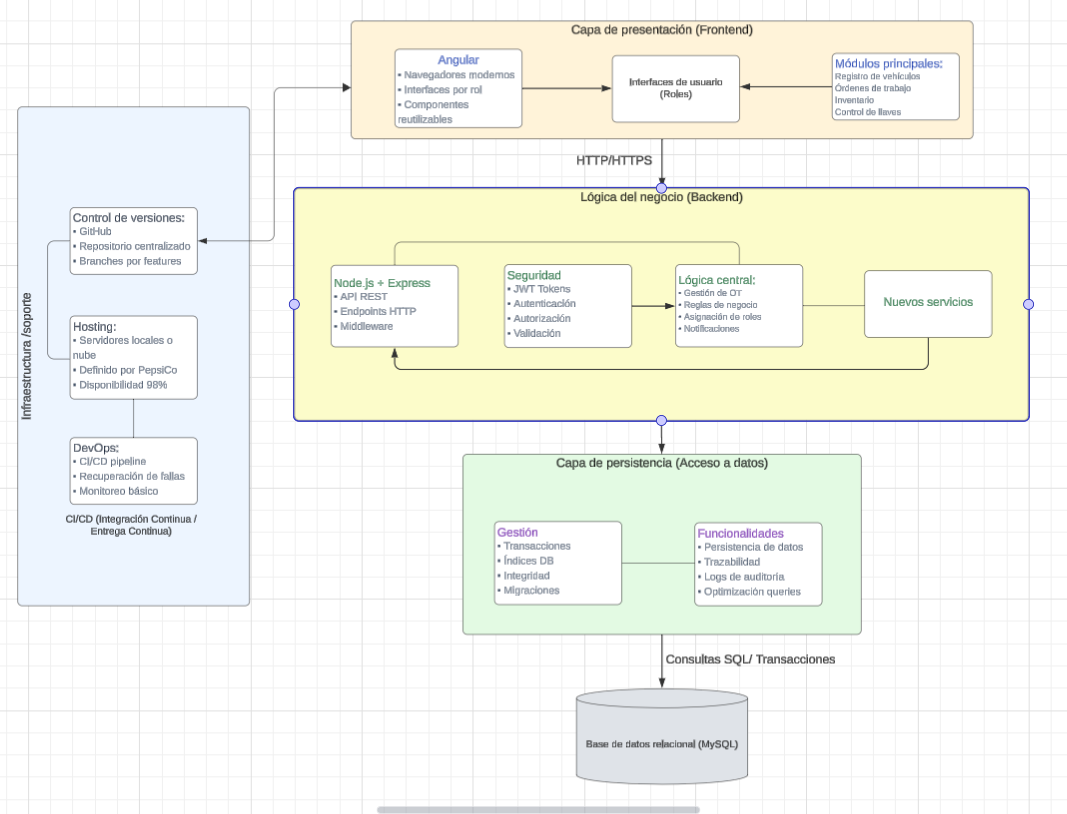 Capa de presentación (Frontend)
Angular
• Navegadores modernos
• Interfaces por rol
• Componentes
reutilizables
Interfaces de usuario
(Roles)
Módulos principales:
Registro de vehículos
Órdenes de trabajo
Inventario
Control de llaves
HTTP/HTTPS
Lógica del negocio (Backend)
Node.js + Express
• API REST
• Endpoints HTTP
• Middleware
Seguridad
• JWT Tokens
• Autenticación
• Autorización
• Validación
Lógica central:
• Gestión de OT
• Reglas de negocio
• Asignación de roles
• Notificaciones
Nuevos servicios
Infraestructura /soporte
Control de versiones:
• GitHub
• Repositorio centralizado
• Branches por features
Hosting:
• Servidores locales o
nube
• Definido por PepsiCo
• Disponibilidad 98%
DevOps:
• CI/CD pipeline
• Recuperación de fallas
• Monitoreo básico
CI/CD (Integración Continua /
Entrega Continua)
Capa de persistencia (Acceso a datos)
Gestión
• Transacciones
• Índices DB
• Integridad
• Migraciones
Funcionalidades
• Persistencia de datos
• Trazabilidad
• Logs de auditoría
• Optimización queries
Consultas SQL/ Transacciones
Base de datos relacional (MySQL)